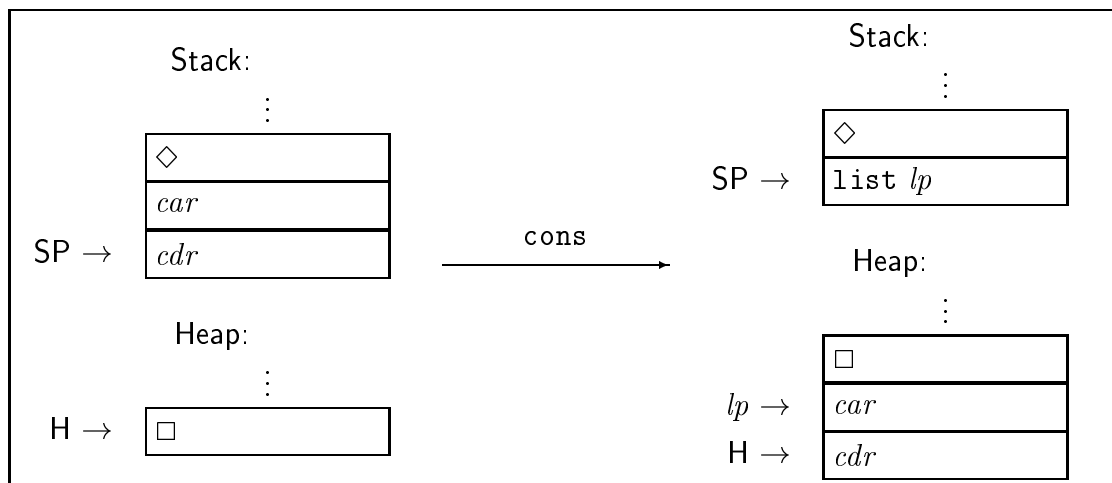 Stack:
⋮
◇
car
SP → cdr
Heap:
⋮
H → □
cons
Stack:
⋮
◇
SP → list lp
Heap:
⋮
□
lp → car
H → cdr